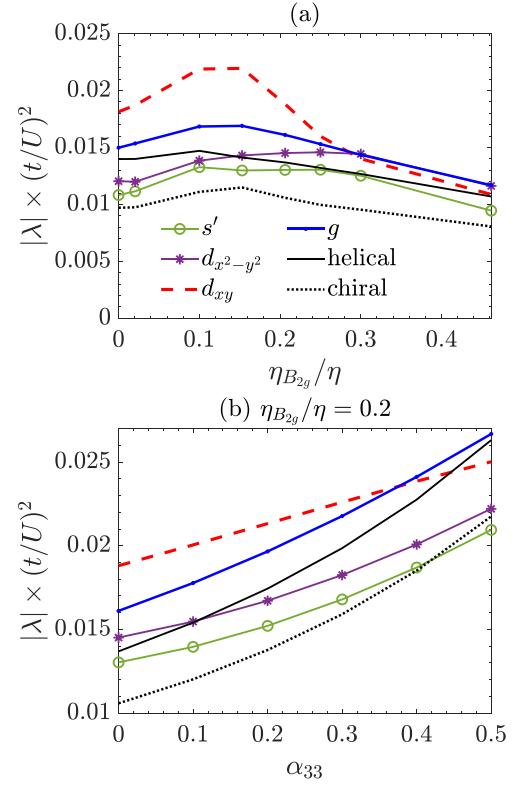 (a)
0.025
0.02
0.015
0.01
0.005
0
|λ| × (t/U)²
s′
d_{x²−y²}
d_{xy}
g
helical
chiral
0 0.1 0.2 0.3 0.4
η_{B_{2g}}/η
(b) η_{B_{2g}}/η = 0.2
0.025
0.02
0.015
0.01
|λ| × (t/U)²
0 0.1 0.2 0.3 0.4 0.5
α₃₃